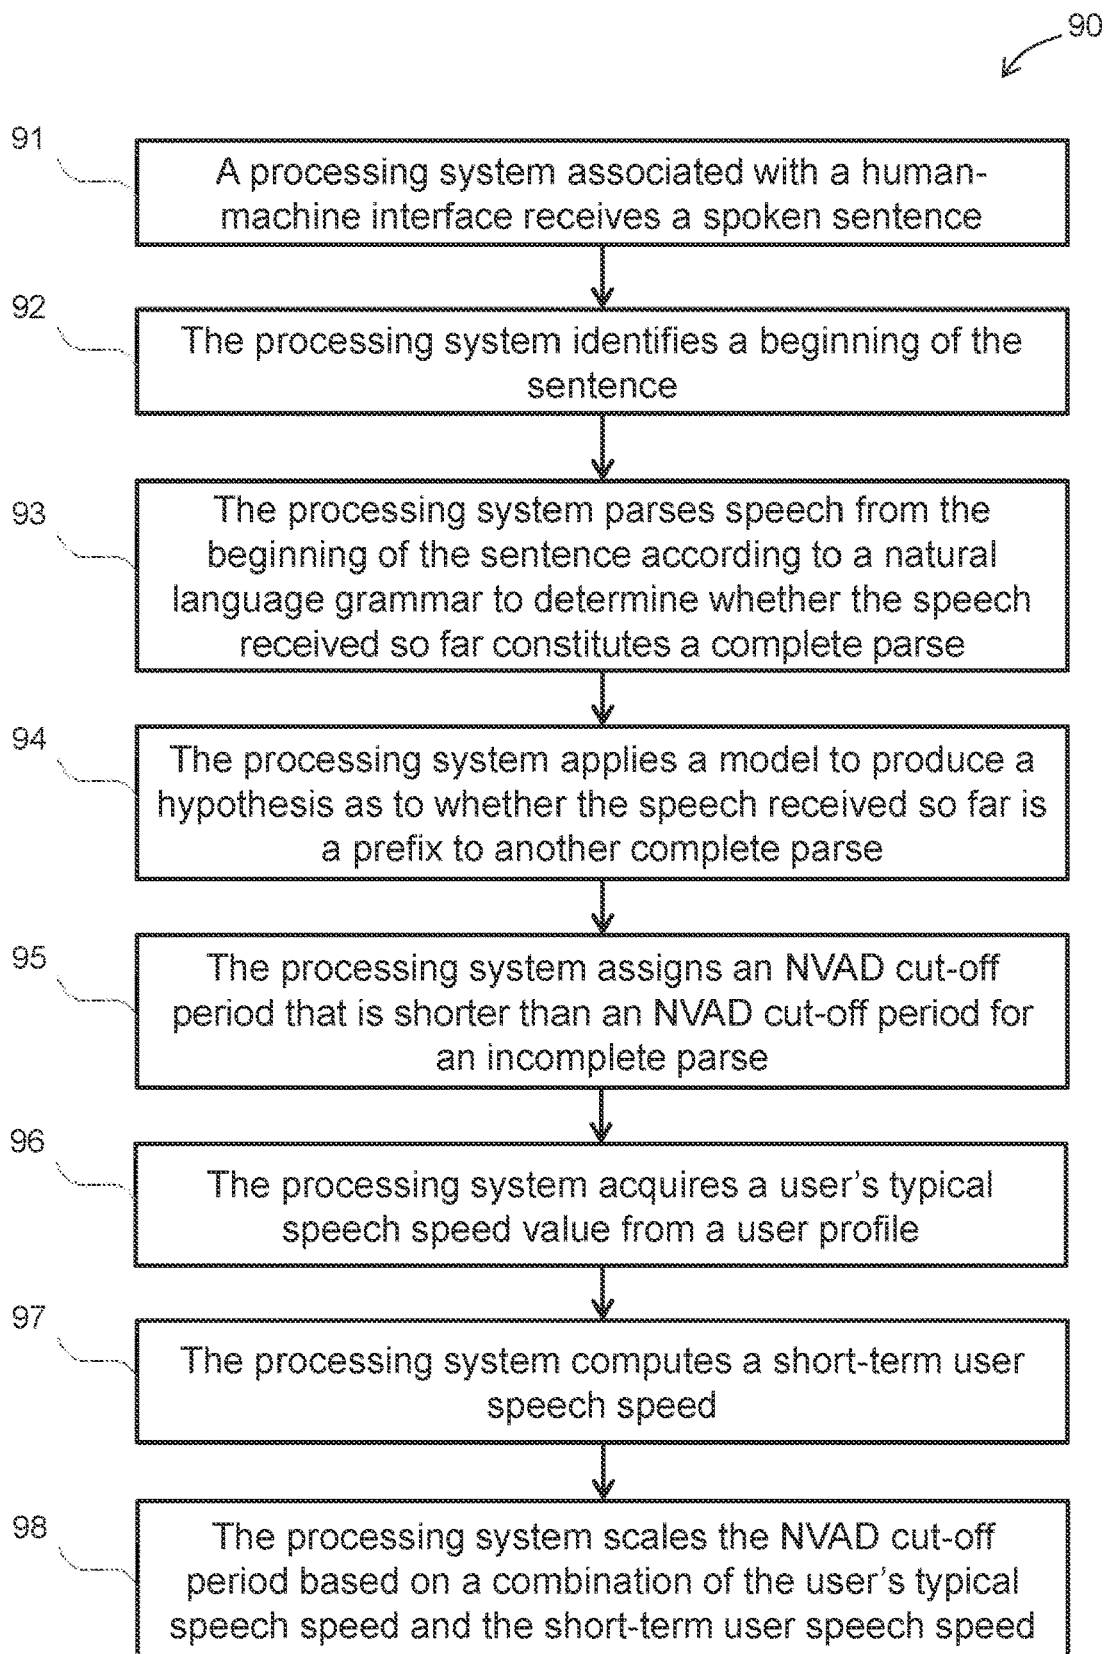 90
91
A processing system associated with a human-
machine interface receives a spoken sentence
92
The processing system identifies a beginning of the
sentence
93
The processing system parses speech from the
beginning of the sentence according to a natural
language grammar to determine whether the speech
received so far constitutes a complete parse
94
The processing system applies a model to produce a
hypothesis as to whether the speech received so far is
a prefix to another complete parse
95
The processing system assigns an NVAD cut-off
period that is shorter than an NVAD cut-off period for
an incomplete parse
96
The processing system acquires a user's typical
speech speed value from a user profile
97
The processing system computes a short-term user
speech speed
98
The processing system scales the NVAD cut-off
period based on a combination of the user's typical
speech speed and the short-term user speech speed